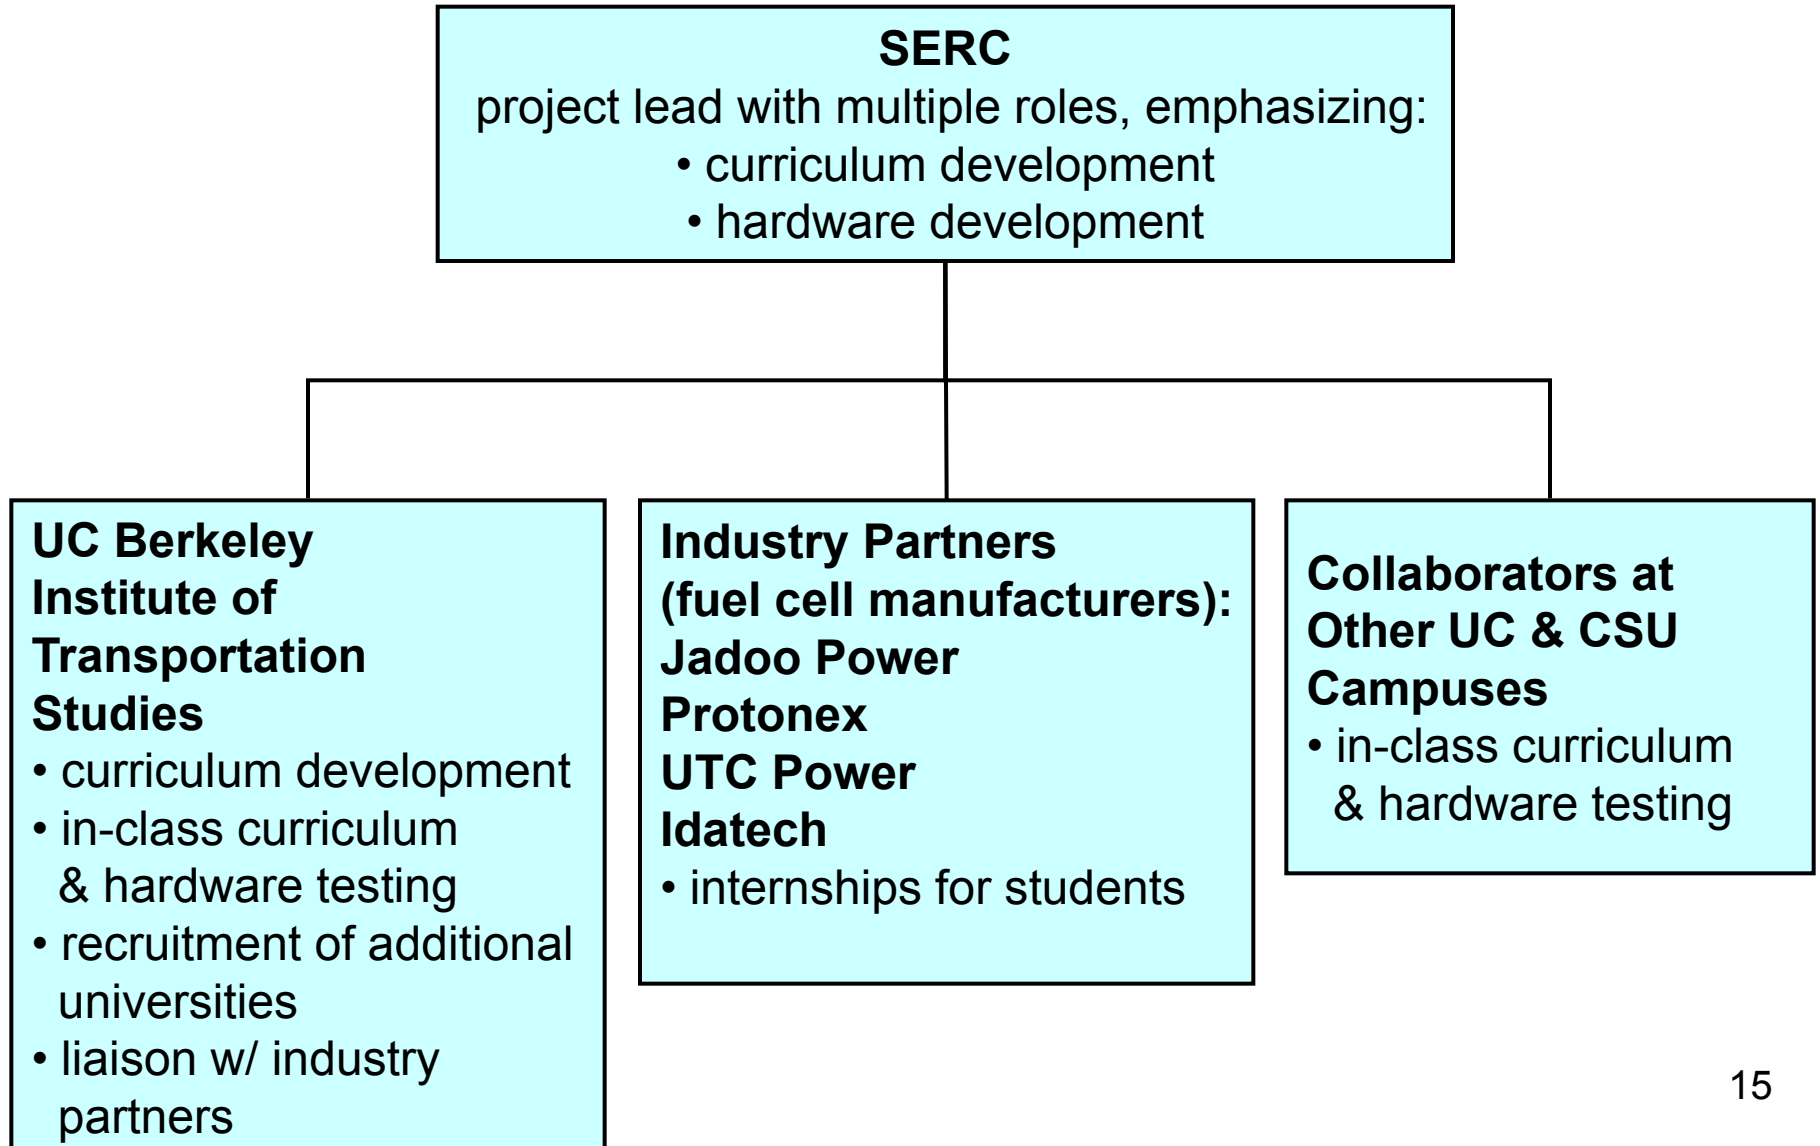 SERC
project lead with multiple roles, emphasizing:
• curriculum development
• hardware development
UC Berkeley
Institute of
Transportation
Studies
• curriculum development
• in-class curriculum
& hardware testing
• recruitment of additional
universities
• liaison w/ industry
partners
Industry Partners
(fuel cell manufacturers):
Jadoo Power
Protonex
UTC Power
Idatech
• internships for students
Collaborators at
Other UC & CSU
Campuses
• in-class curriculum
& hardware testing
15